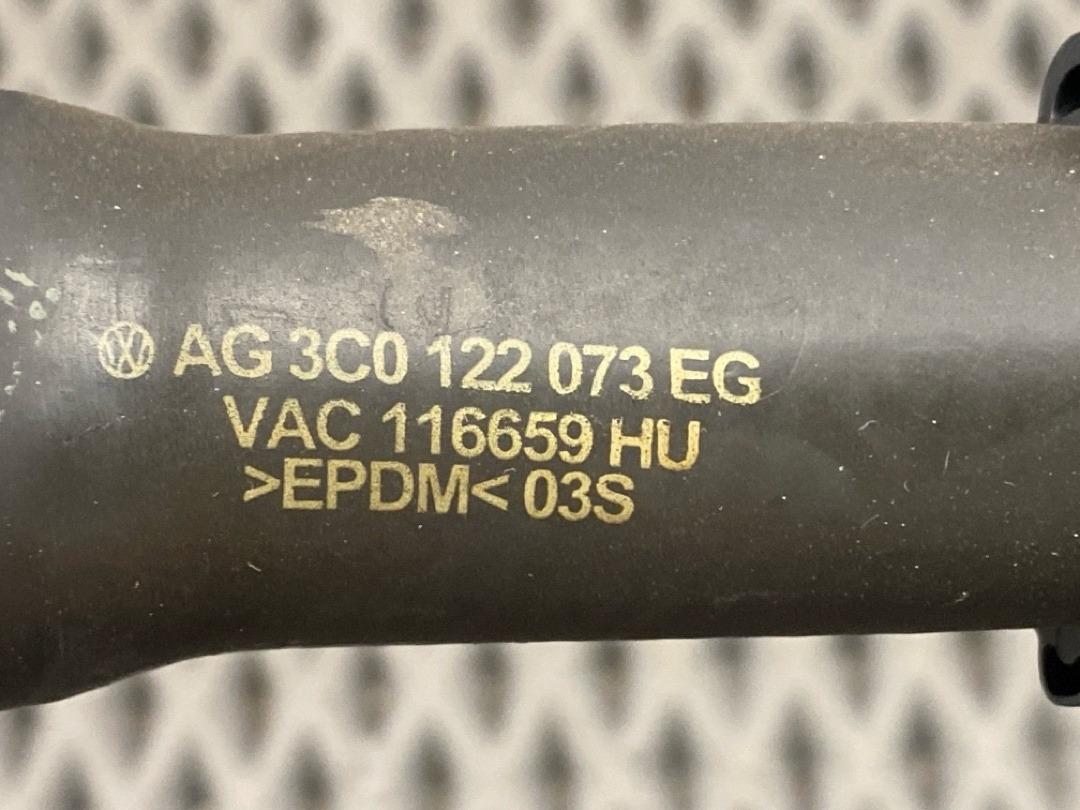 AG 3C0 122 073 EG
VAC 116659 HU
>EPDM< 03S